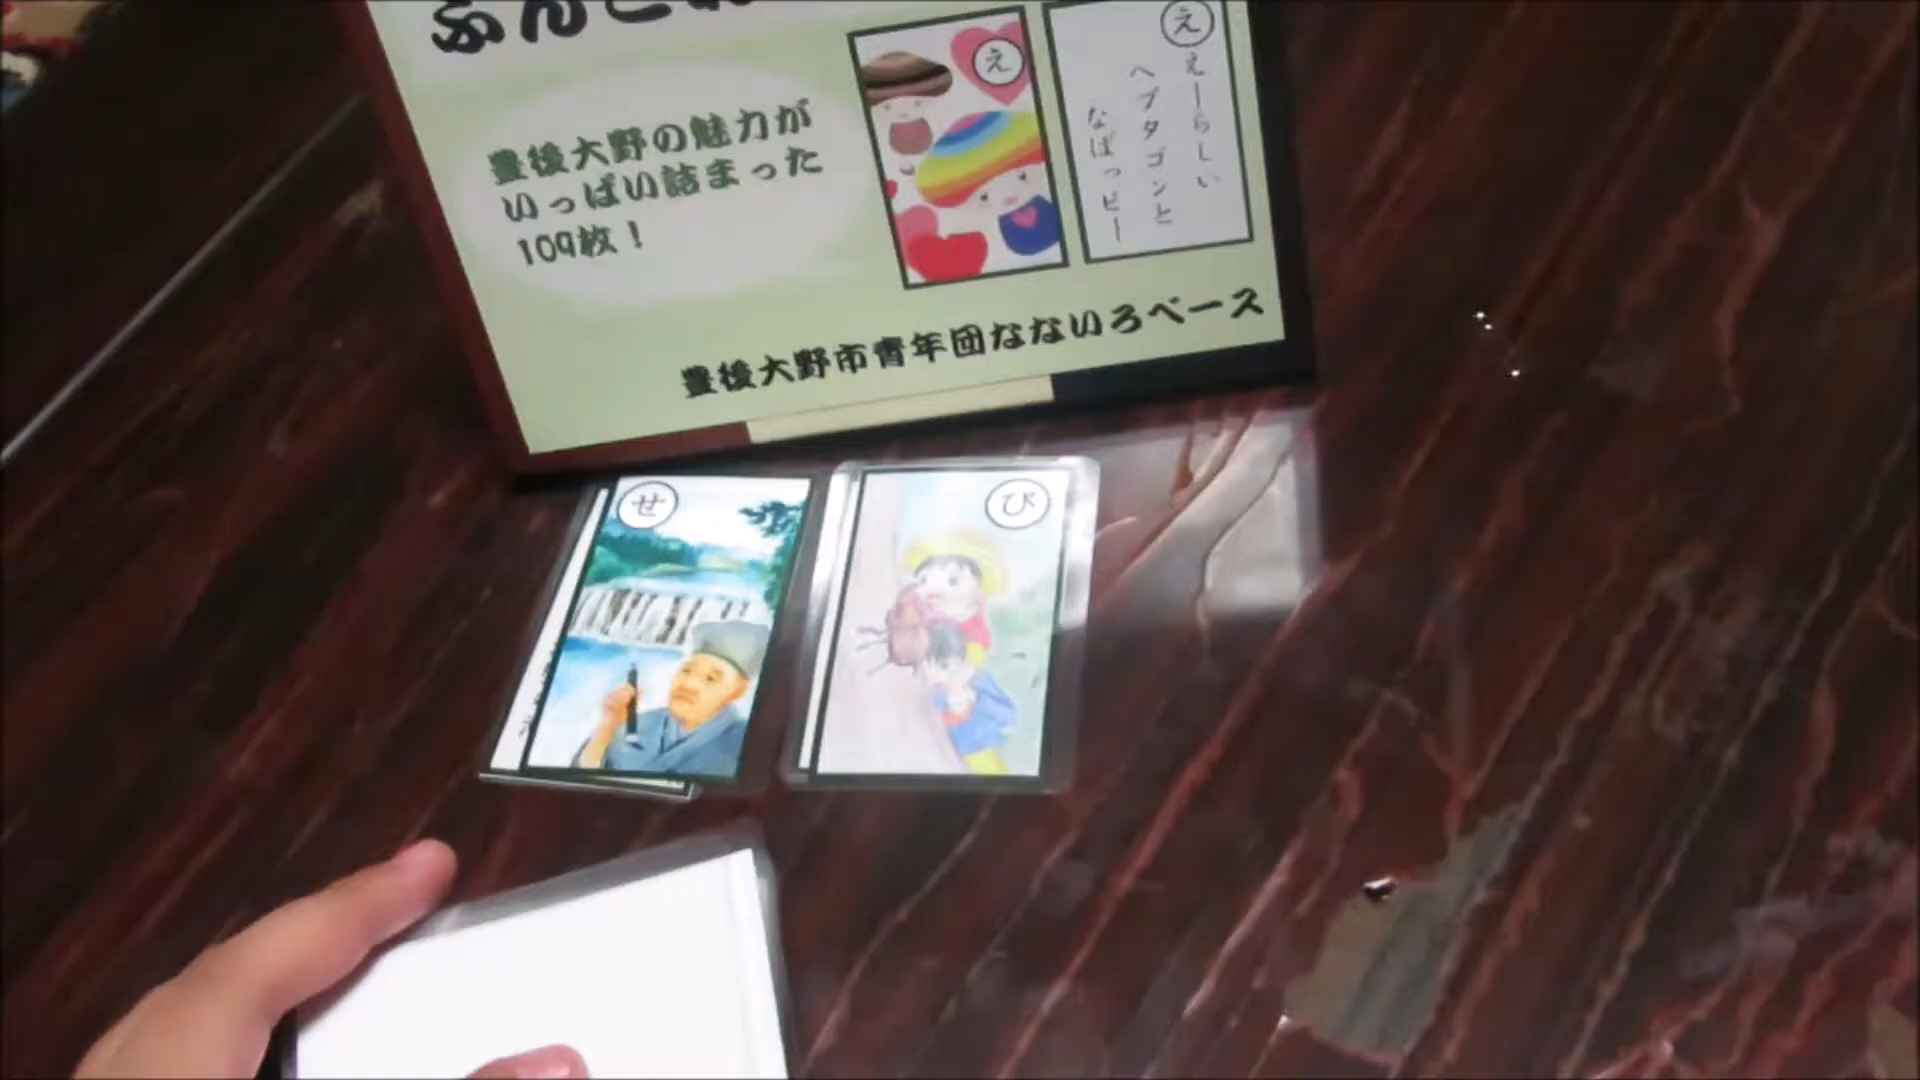 豊後大野の魅力が
いっぱい詰まった
109枚！
え
え
えーらしい
ヘプタゴンと
なばっピー
豊後大野市青年団なないろベース
せ
び